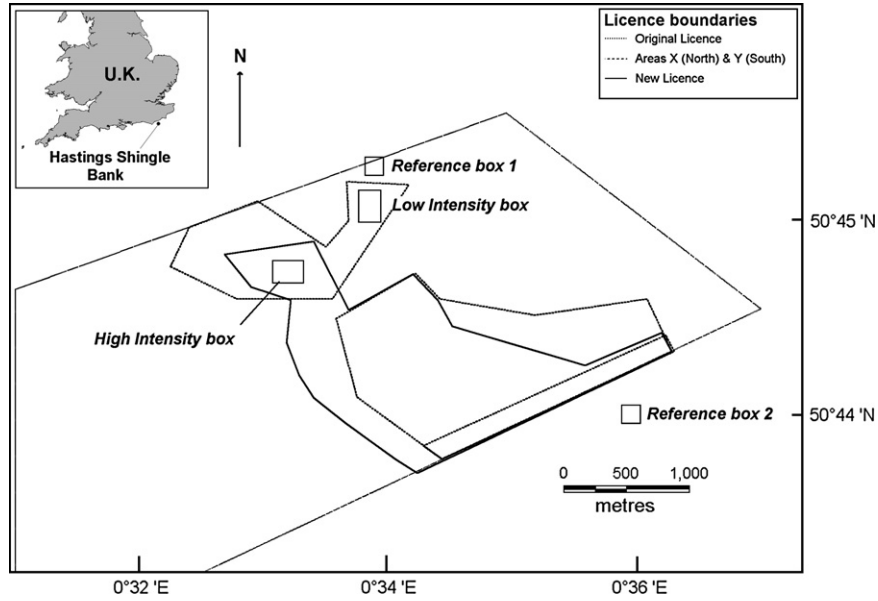 U.K.
Hastings Shingle
Bank
N
Licence boundaries
Original Licence
Areas X (North) & Y (South)
New Licence
Reference box 1
Low Intensity box
50°45 'N
High Intensity box
50°44 'N
Reference box 2
0 500 1,000
metres
0°32 'E 0°34 'E 0°36 'E